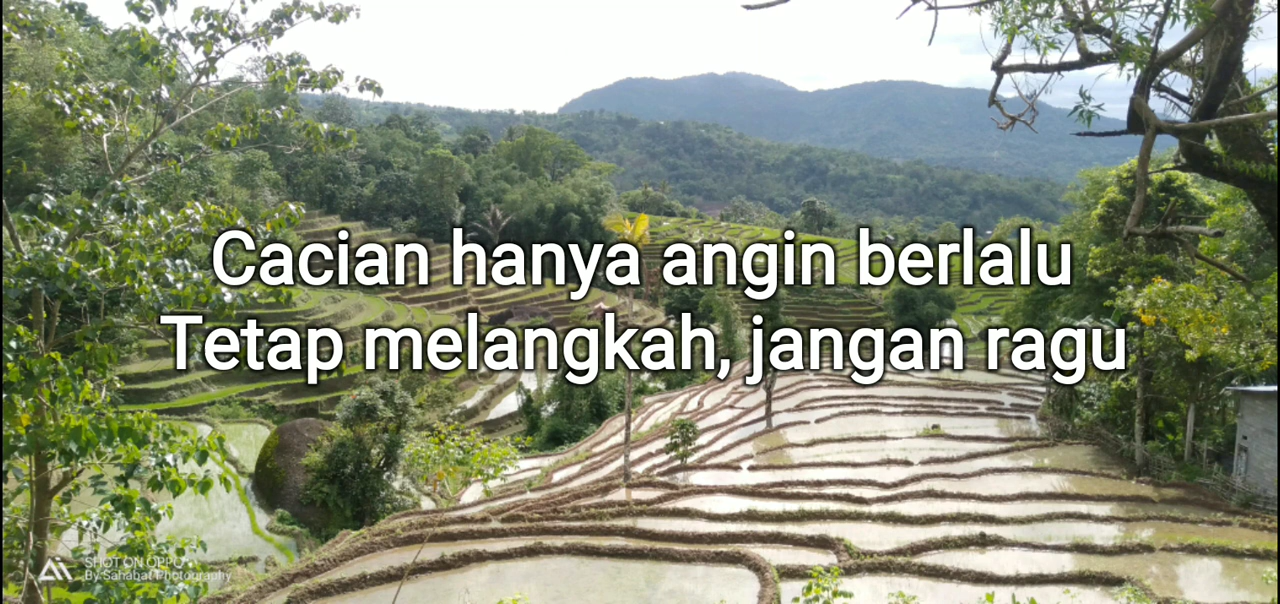 Cacian hanya angin berlalu
Tetap melangkah, jangan ragu
SHOT ON OPPO
By Sahabat Photography